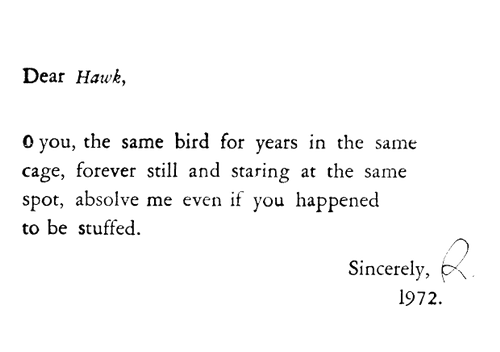 Dear Hawk,
O you, the same bird for years in the same
cage, forever still and staring at the same
spot, absolve me even if you happened
to be stuffed.
Sincerely, R.
1972.